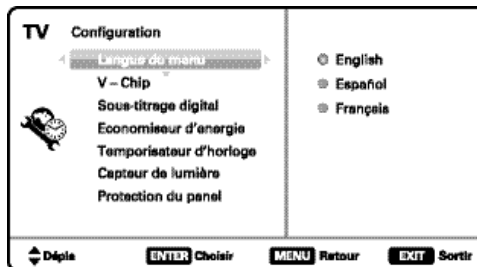 TV Configuration
Langue du menu
English
V – Chip
Español
Sous-titrage digital
Français
Economiseur d'energie
Temporisateur d'horloge
Capteur de lumière
Protection du panel
Dépla ENTER Choisir MENU Retour EXIT Sortir